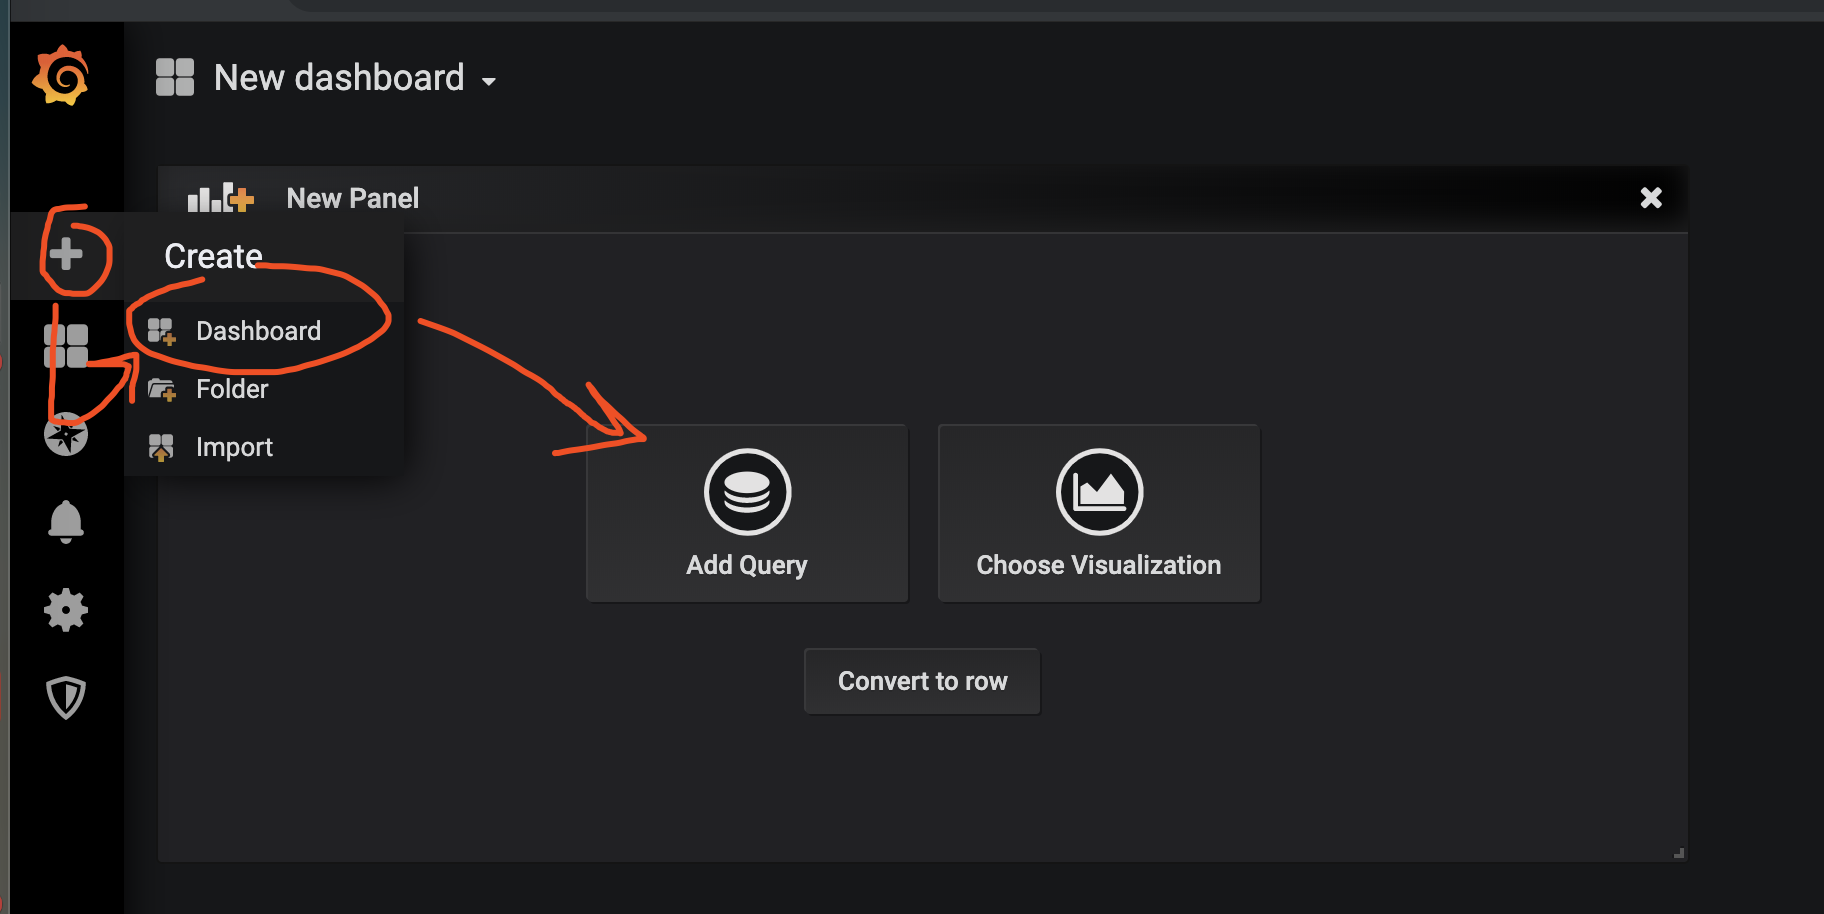 New dashboard
New Panel
Create
Dashboard
Folder
Import
Add Query
Choose Visualization
Convert to row